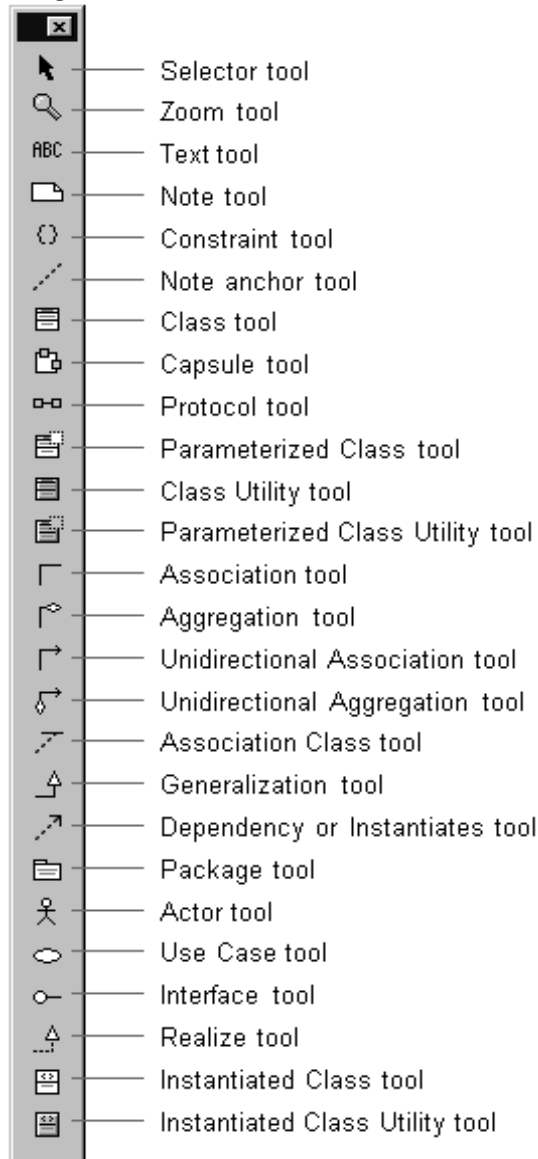 Selector tool
Zoom tool
ABC Text tool
Note tool
Constraint tool
Note anchor tool
Class tool
Capsule tool
Protocol tool
Parameterized Class tool
Class Utility tool
Parameterized Class Utility tool
Association tool
Aggregation tool
Unidirectional Association tool
Unidirectional Aggregation tool
Association Class tool
Generalization tool
Dependency or Instantiates tool
Package tool
Actor tool
Use Case tool
Interface tool
Realize tool
Instantiated Class tool
Instantiated Class Utility tool